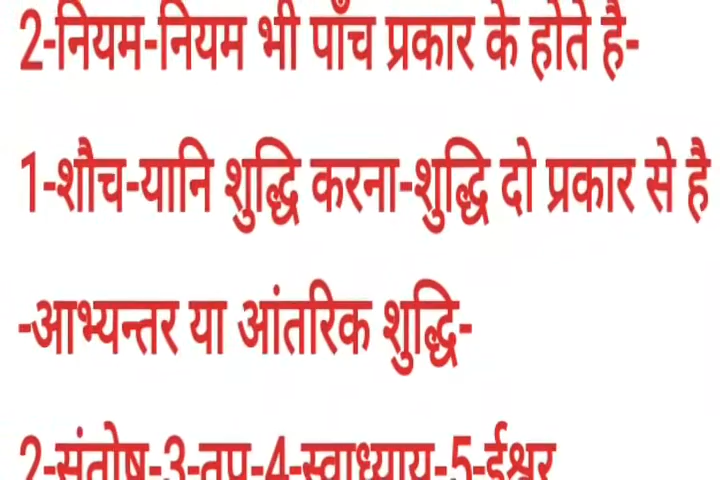 2-नियम-नियम भी पाँच प्रकार के होते है-
1-शौच-यानि शुद्धि करना-शुद्धि दो प्रकार से है
-आभ्यन्तर या आंतरिक शुद्धि-
2-संतोष-3-तप-4-स्वाध्याय-5-ईश्वर